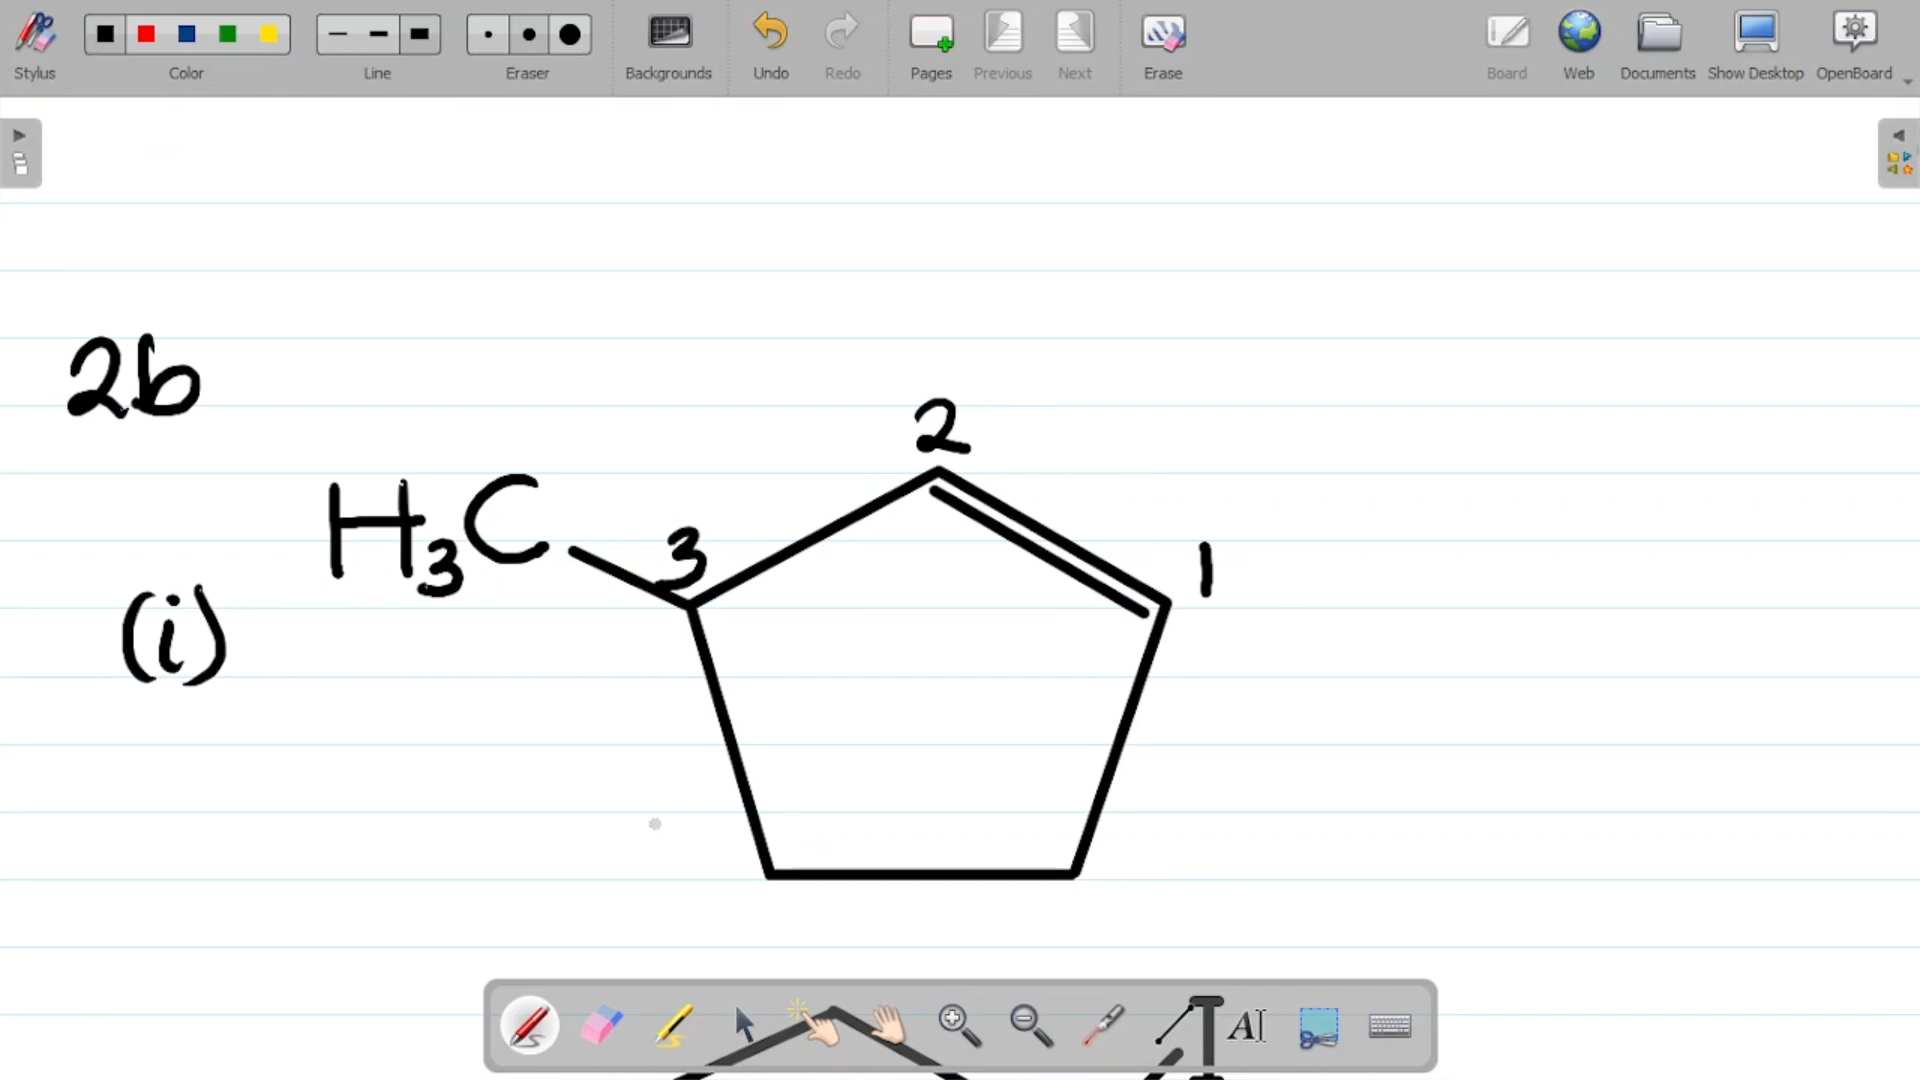 Stylus Color Line Eraser Backgrounds Undo Redo Pages Previous Next Erase Board Web Documents Show Desktop OpenBoard
2b
2
H3C 3 1
(i)
AI